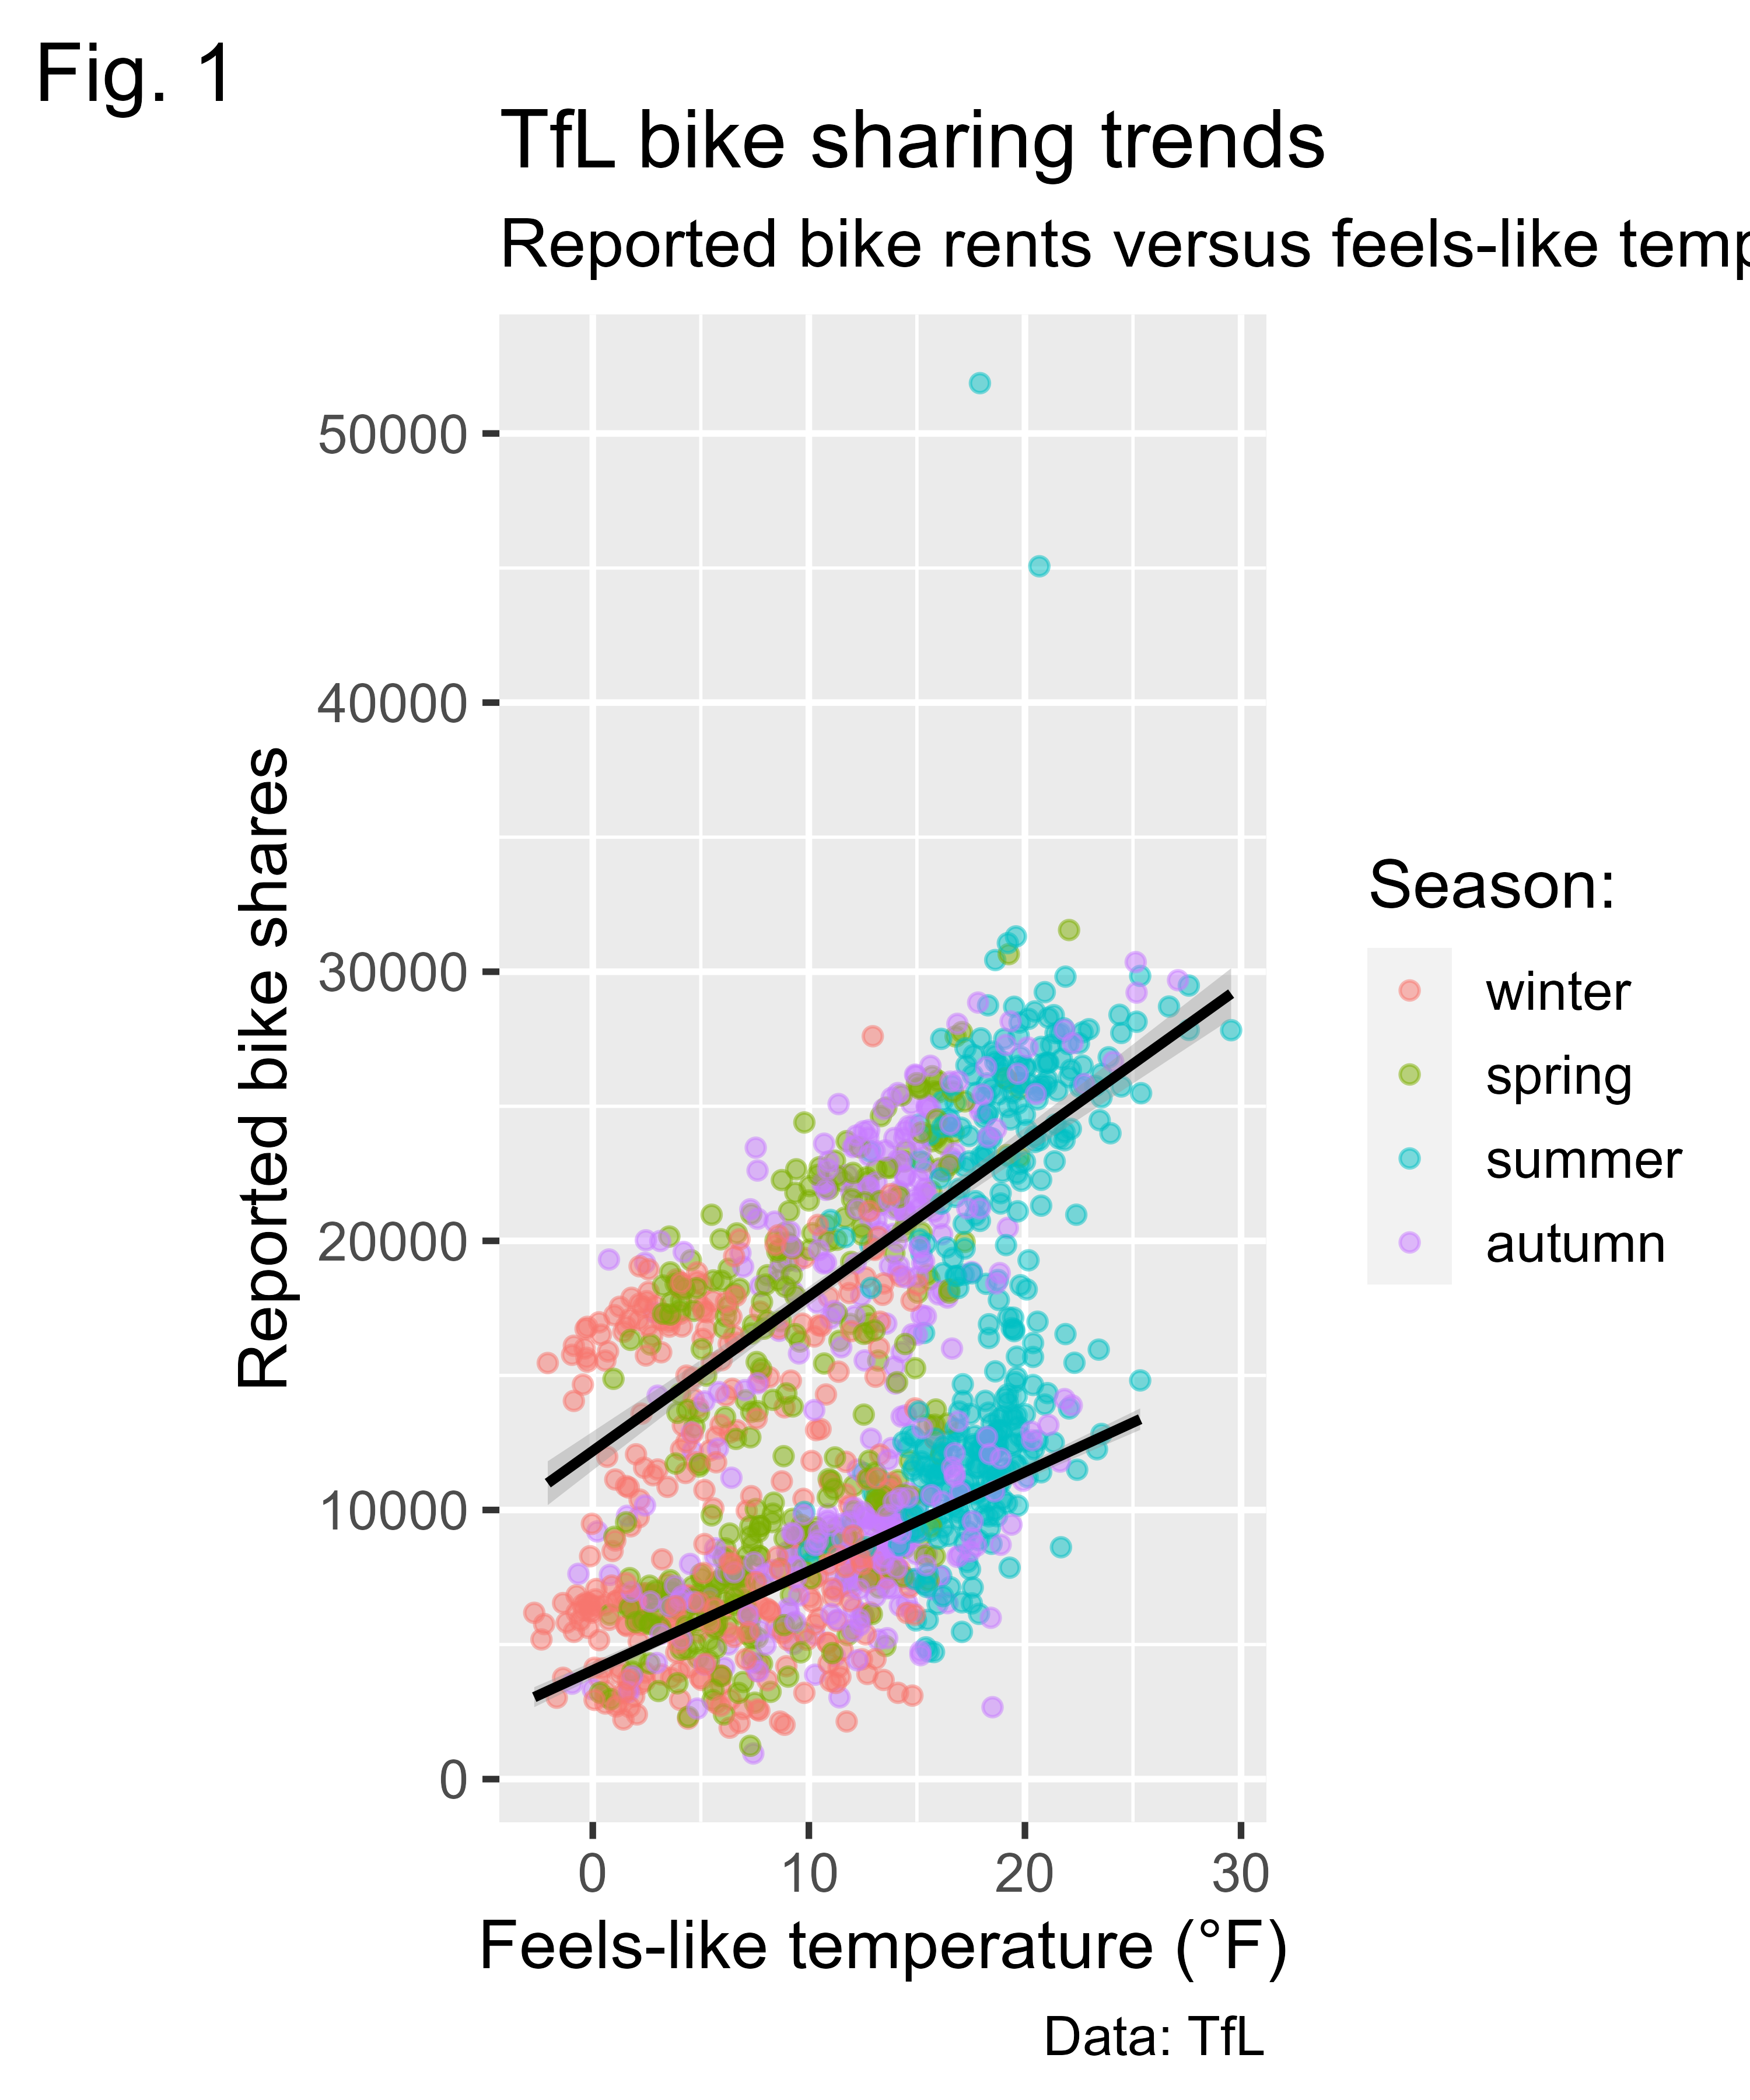 Fig. 1
TfL bike sharing trends
Reported bike rents versus feels-like temp
50000
40000
30000
20000
10000
0
Reported bike shares
0 10 20 30
Feels-like temperature (°F)
Season:
winter
spring
summer
autumn
Data: TfL